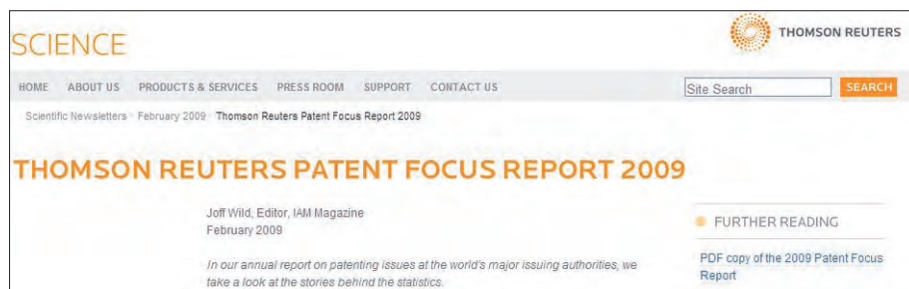 SCIENCE
THOMSON REUTERS
HOME ABOUT US PRODUCTS & SERVICES PRESS ROOM SUPPORT CONTACT US
Site Search SEARCH
Scientific Newsletters · February 2009 · Thomson Reuters Patent Focus Report 2009
THOMSON REUTERS PATENT FOCUS REPORT 2009
Joff Wild, Editor, IAM Magazine
February 2009
In our annual report on patenting issues at the world's major issuing authorities, we
take a look at the stories behind the statistics.
FURTHER READING
PDF copy of the 2009 Patent Focus
Report